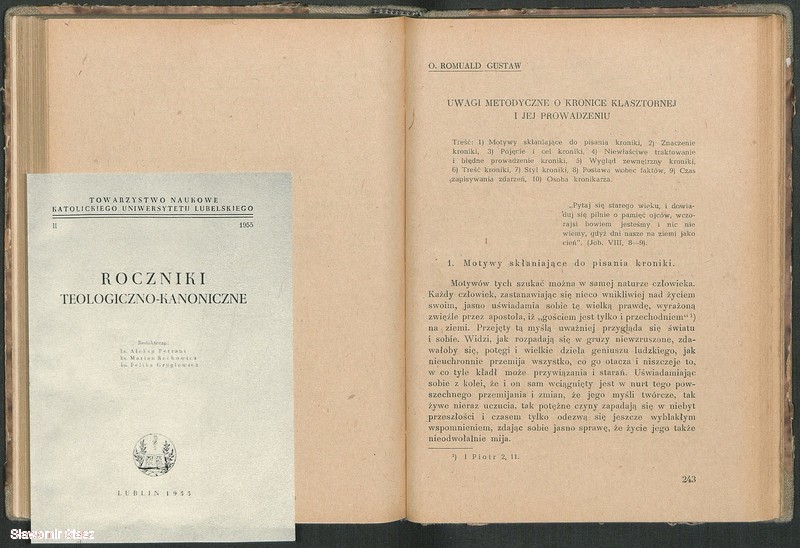 TOWARZYSTWO NAUKOWE
KATOLICKIEGO UNIWERSYTETU LUBELSKIEGO
II 1955
ROCZNIKI
TEOLOGICZNO-KANONICZNE
ks. Aleksy Petrani
ks. Marian Rechowicz
LUBLIN 1955
O. ROMUALD GUSTAW
UWAGI METODYCZNE O KRONICE KLASZTORNEJ
I JEJ PROWADZENIU
Treść: 1) Motywy skłaniające do pisania kroniki, 2) Znaczenie
kroniki, 3) Pojęcie i cel kroniki, 4) Niewłaściwe traktowanie
i błędne prowadzenie kroniki, 5) Wygląd zewnętrzny kroniki,
6) Treść kroniki, 7) Styl kroniki, 8) Postawa wobec faktów, 9) Czas
zapisywania zdarzeń, 10) Osoba kronikarza.
„Pytaj się starego wieku, i dowia-
duj się pilnie o pamięć ojców, wczo-
rajsi bowiem jesteśmy i nic nie
wiemy, gdyż dni nasze na ziemi jako
cień". (Job. VIII, 8—9).
1. Motywy skłaniające do pisania kroniki.
Motywów tych szukać można w samej naturze człowieka.
Każdy człowiek, zastanawiając się nieco wnikliwiej nad życiem
swoim, jasno uświadamia sobie tę wielką prawdę, wyrażoną
zwięźle przez apostoła, iż „gościem jest tylko i przechodniem" ¹)
na ziemi. Przejęty tą myślą uważniej przygląda się światu
i sobie. Widzi, jak rozpadają się w gruzy niewzruszone, zda-
wałoby się, potęgi i wielkie dzieła geniuszu ludzkiego, jak
nieuchronnie przemija wszystko, co go otacza i niszczeje to,
w co tyle kładł może przywiązania i starań. Uświadamiając
sobie z kolei, że i on sam wciągnięty jest w nurt tego pow-
szechnego przemijania i zmian, że jego myśli twórcze, tak
żywe nieraz uczucia, tak potężne czyny zapadają się w niebyt
przeszłości i czasem tylko odezwą się jeszcze wyblakłym
wspomnieniem, zdając sobie jasno sprawę, że życie jego także
nieodwołalnie mija.
¹) I Piotr 2, 11.
243